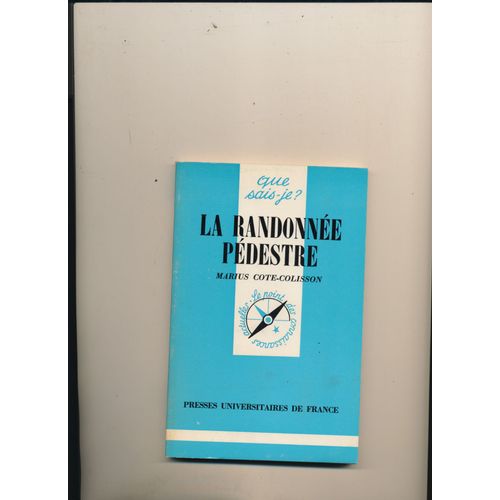 que
sais-je?
LA RANDONNÉE
PÉDESTRE
MARIUS COTE-COLISSON
Le point des connaissances actuelles
PRESSES UNIVERSITAIRES DE FRANCE